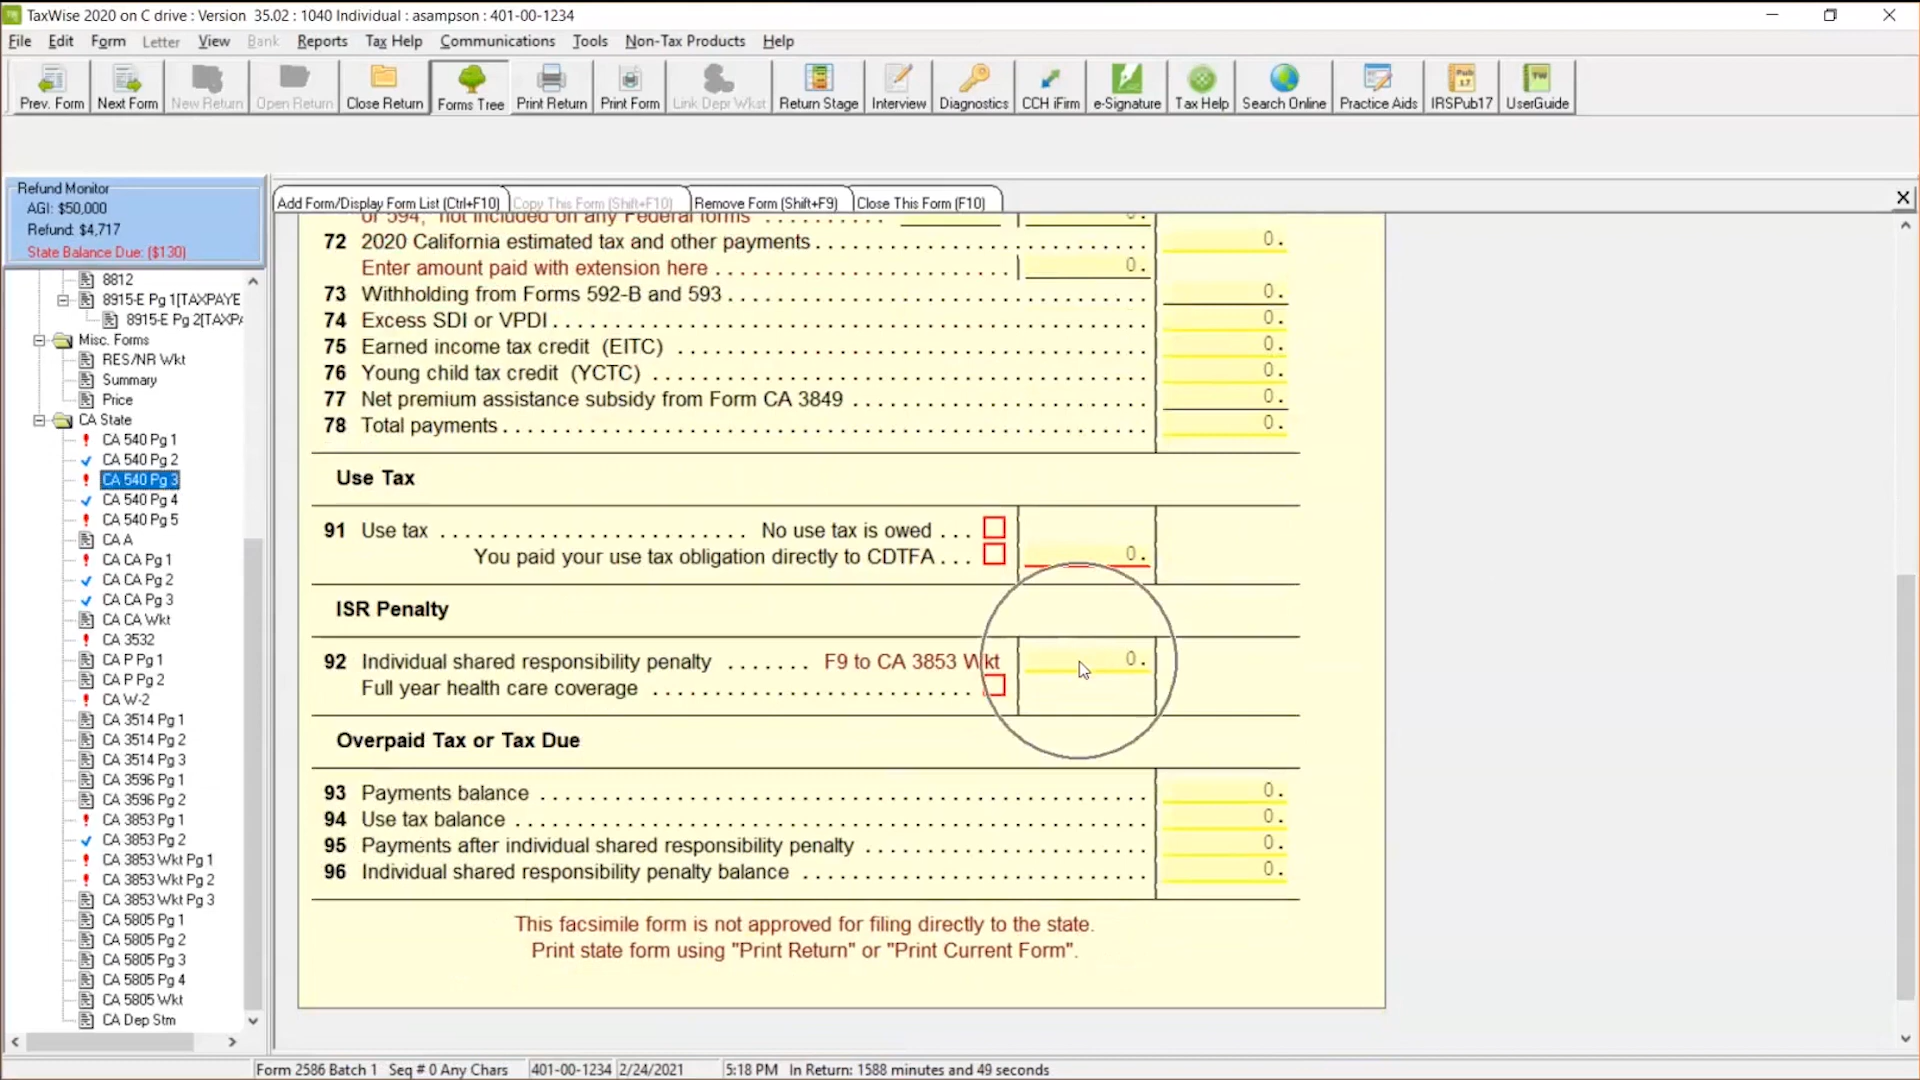 TaxWise 2020 on C drive : Version 35.02 : 1040 Individual : asampson : 401-00-1234
File Edit Form Letter View Bank Reports Tax Help Communications Tools Non-Tax Products Help
Prev. Form Next Form New Return Open Return Close Return Forms Tree Print Return Print Form Link Depr Wkst Return Stage Interview Diagnostics CCH iFirm e-Signature Tax Help Search Online Practice Aids IRSPub17 UserGuide
Refund Monitor
AGI: $50,000
Refund: $4,717
State Balance Due: ($130)
Add Form/Display Form List (Ctrl+F10) Copy This Form (Shift+F10) Remove Form (Shift+F9) Close This Form (F10)
8812
8915-E Pg 1[TAXPAYE
8915-E Pg 2[TAXPA
Misc. Forms
RES/NR Wkt
Summary
Price
CA State
CA 540 Pg 1
CA 540 Pg 2
CA 540 Pg 3
CA 540 Pg 4
CA 540 Pg 5
CA A
CA CA Pg 1
CA CA Pg 2
CA CA Pg 3
CA CA Wkt
CA 3532
CA P Pg 1
CA P Pg 2
CA W-2
CA 3514 Pg 1
CA 3514 Pg 2
CA 3514 Pg 3
CA 3596 Pg 1
CA 3596 Pg 2
CA 3853 Pg 1
CA 3853 Pg 2
CA 3853 Wkt Pg 1
CA 3853 Wkt Pg 2
CA 3853 Wkt Pg 3
CA 5805 Pg 1
CA 5805 Pg 2
CA 5805 Pg 3
CA 5805 Pg 4
CA 5805 Wkt
CA Dep Stm
or 594, not included on any Federal forms ........ 0.
72 2020 California estimated tax and other payments ........ 0.
Enter amount paid with extension here ........ 0.
73 Withholding from Forms 592-B and 593 ........ 0.
74 Excess SDI or VPDI ........ 0.
75 Earned income tax credit (EITC) ........ 0.
76 Young child tax credit (YCTC) ........ 0.
77 Net premium assistance subsidy from Form CA 3849 ........ 0.
78 Total payments ........ 0.
Use Tax
91 Use tax ........ No use tax is owed ...
You paid your use tax obligation directly to CDTFA ... 0.
ISR Penalty
92 Individual shared responsibility penalty ....... F9 to CA 3853 Wkt 0.
Full year health care coverage ........
Overpaid Tax or Tax Due
93 Payments balance ........ 0.
94 Use tax balance ........ 0.
95 Payments after individual shared responsibility penalty ........ 0.
96 Individual shared responsibility penalty balance ........ 0.
This facsimile form is not approved for filing directly to the state.
Print state form using "Print Return" or "Print Current Form".
Form 2586 Batch 1 Seq # 0 Any Chars 401-00-1234 2/24/2021 5:18 PM In Return: 1588 minutes and 49 seconds